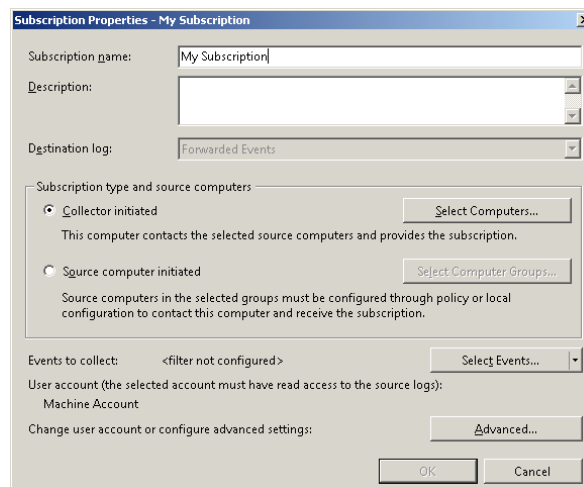 Subscription Properties - My Subscription
Subscription name: My Subscription
Description:
Destination log: Forwarded Events
Subscription type and source computers
Collector initiated Select Computers...
This computer contacts the selected source computers and provides the subscription.
Source computer initiated Select Computer Groups...
Source computers in the selected groups must be configured through policy or local
configuration to contact this computer and receive the subscription.
Events to collect: <filter not configured> Select Events...
User account (the selected account must have read access to the source logs):
Machine Account
Change user account or configure advanced settings: Advanced...
OK Cancel